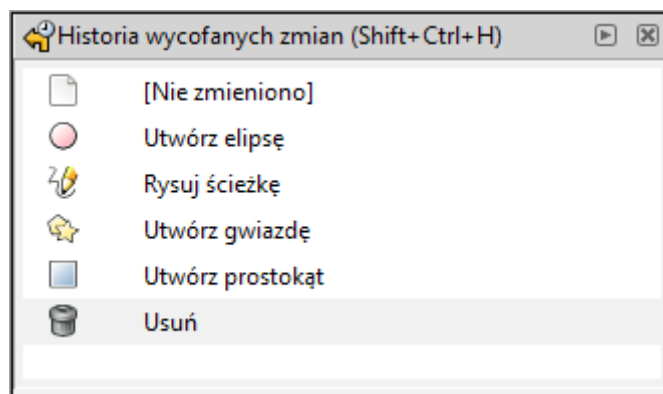 Historia wycofanych zmian (Shift+Ctrl+H)
[Nie zmieniono]
Utwórz elipsę
Rysuj ścieżkę
Utwórz gwiazdę
Utwórz prostokąt
Usuń